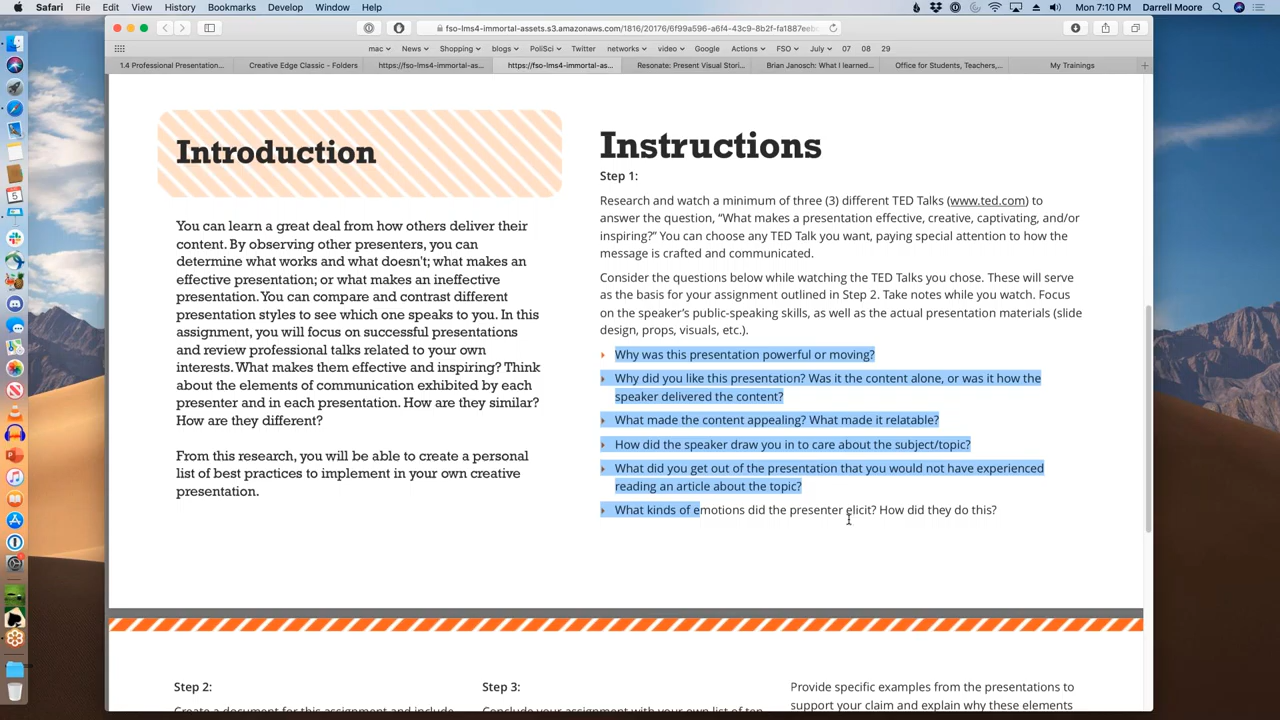 Safari File Edit View History Bookmarks Develop Window Help
Mon 7:10 PM Darrell Moore
fso-lms4-immortal-assets.s3.amazonaws.com/1816/20176/6f99a596-a6f4-43c9-8b2f-fa1887eebc
mac News Shopping blogs PoliSci Twitter networks video Google Actions FSO July 07 08 29
1.4 Professional Presentation... Creative Edge Classic - Folders https://fso-lms4-immortal-as... https://fso-lms4-immortal-as... Resonate: Present Visual Stori... Brian Janosch: What I learned... Office for Students, Teachers,... My Trainings
Introduction
You can learn a great deal from how others deliver their
content. By observing other presenters, you can
determine what works and what doesn't; what makes an
effective presentation; or what makes an ineffective
presentation. You can compare and contrast different
presentation styles to see which one speaks to you. In this
assignment, you will focus on successful presentations
and review professional talks related to your own
interests. What makes them effective and inspiring? Think
about the elements of communication exhibited by each
presenter and in each presentation. How are they similar?
How are they different?
From this research, you will be able to create a personal
list of best practices to implement in your own creative
presentation.
Instructions
Step 1:
Research and watch a minimum of three (3) different TED Talks (www.ted.com) to
answer the question, “What makes a presentation effective, creative, captivating, and/or
inspiring?” You can choose any TED Talk you want, paying special attention to how the
message is crafted and communicated.
Consider the questions below while watching the TED Talks you chose. These will serve
as the basis for your assignment outlined in Step 2. Take notes while you watch. Focus
on the speaker’s public-speaking skills, as well as the actual presentation materials (slide
design, props, visuals, etc.).
Why was this presentation powerful or moving?
Why did you like this presentation? Was it the content alone, or was it how the
speaker delivered the content?
What made the content appealing? What made it relatable?
How did the speaker draw you in to care about the subject/topic?
What did you get out of the presentation that you would not have experienced
reading an article about the topic?
What kinds of emotions did the presenter elicit? How did they do this?
Step 2:
Create a document for this assignment and include
Step 3:
Conclude your assignment with your own list of ten
Provide specific examples from the presentations to
support your claim and explain why these elements